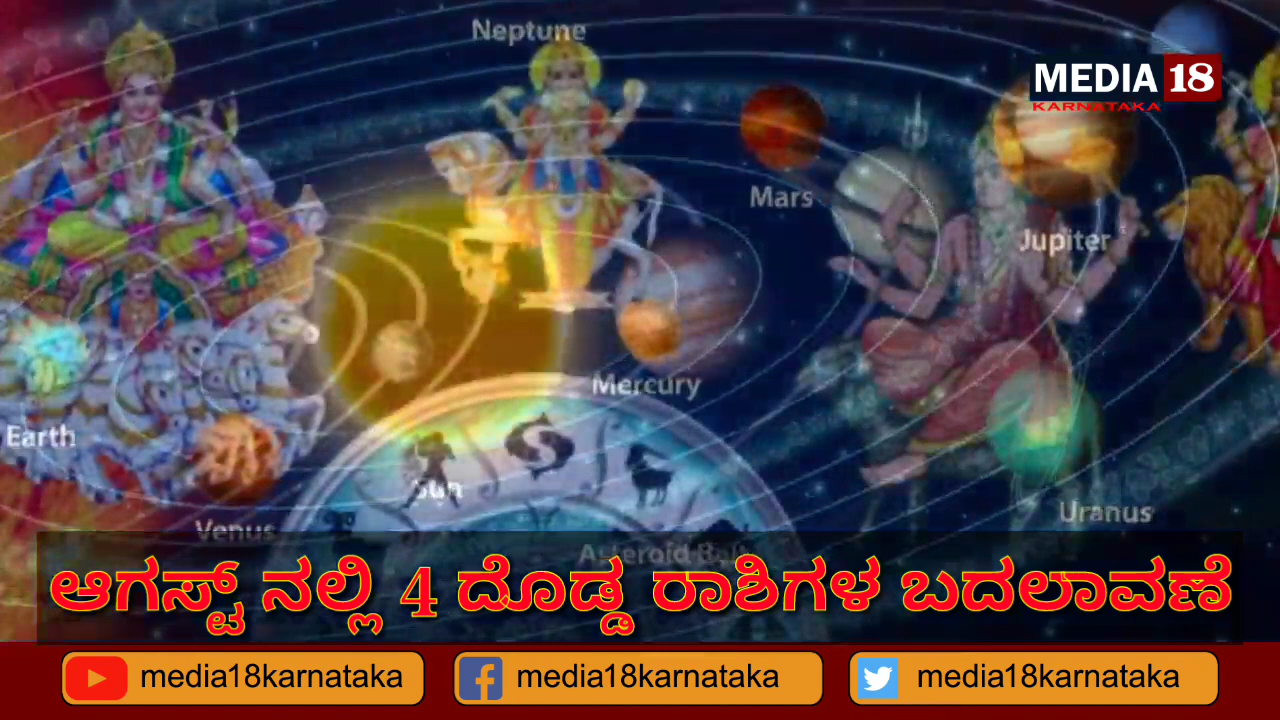 Neptune
MEDIA 18
KARNATAKA
Mars
Jupiter
Mercury
Earth
Sun
Uranus
Venus
Asteroid Belt
ಆಗಸ್ಟ್ ನಲ್ಲಿ 4 ದೊಡ್ಡ ರಾಶಿಗಳ ಬದಲಾವಣೆ
media18karnataka media18karnataka media18karnataka